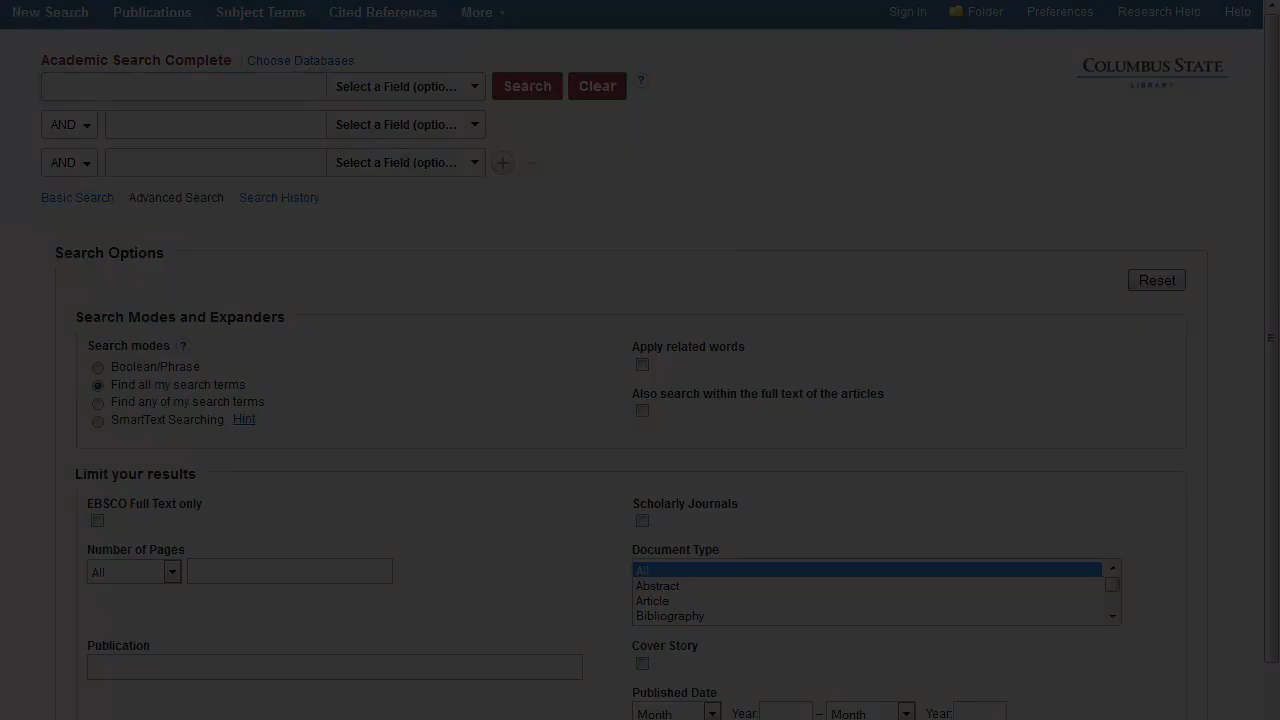 New Search Publications Subject Terms Cited References More Sign In Folder Preferences Research Help Help
Academic Search Complete Choose Databases
COLUMBUS STATE
LIBRARY
Select a Field (optio... Search Clear ?
AND Select a Field (optio...
AND Select a Field (optio...
Basic Search Advanced Search Search History
Search Options
Reset
Search Modes and Expanders
Search modes ? Apply related words
Boolean/Phrase
Find all my search terms
Also search within the full text of the articles
Find any of my search terms
SmartText Searching Hint
Limit your results
EBSCO Full Text only Scholarly Journals
Number of Pages Document Type
All All
Abstract
Article
Bibliography
Publication Cover Story
Published Date
Month Year: – Month Year: